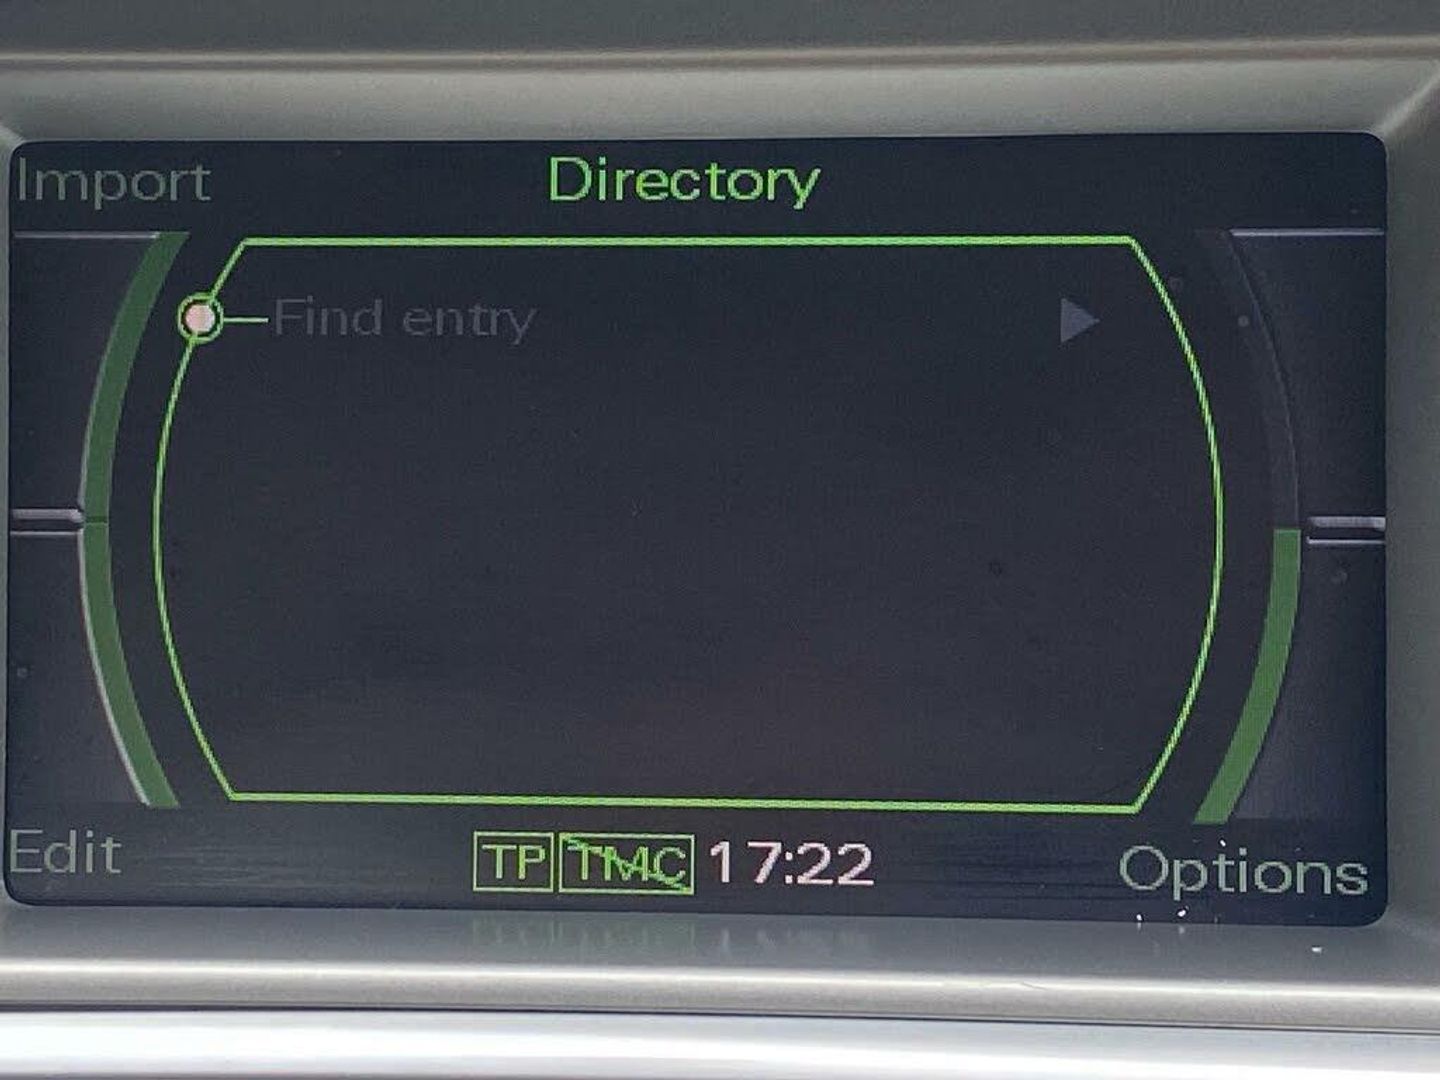 Import
Directory
Find entry
Edit
TP TMC 17:22
Options